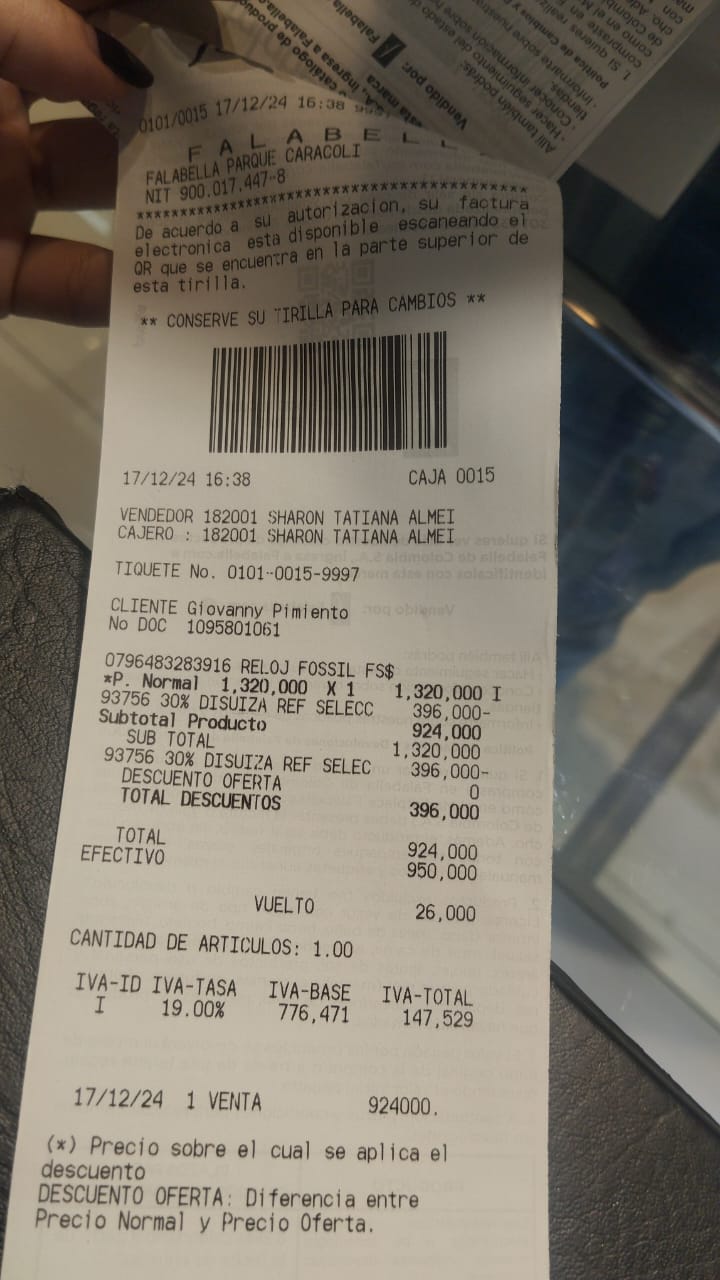 0101/0015 17/12/24 16:38
FALABELL
FALABELLA PARQUE CARACOLI
NIT 900.017.447-8
****************************************
De acuerdo a su autorizacion, su factura
electronica esta disponible escaneando el
QR que se encuentra en la parte superior de
esta tirilla.
** CONSERVE SU TIRILLA PARA CAMBIOS **
17/12/24 16:38 CAJA 0015
VENDEDOR 182001 SHARON TATIANA ALMEI
CAJERO : 182001 SHARON TATIANA ALMEI
TIQUETE No. 0101-0015-9997
CLIENTE Giovanny Pimiento
No DOC 1095801061
0796483283916 RELOJ FOSSIL FS$
*P. Normal 1,320,000 X 1 1,320,000 I
93756 30% DISUIZA REF SELECC 396,000-
Subtotal Producto 924,000
SUB TOTAL 1,320,000
93756 30% DISUIZA REF SELEC 396,000-
DESCUENTO OFERTA 0
TOTAL DESCUENTOS 396,000
TOTAL 924,000
EFECTIVO 950,000
VUELTO 26,000
CANTIDAD DE ARTICULOS: 1.00
IVA-ID IVA-TASA IVA-BASE IVA-TOTAL
I 19.00% 776,471 147,529
17/12/24 1 VENTA 924000.
(*) Precio sobre el cual se aplica el
descuento
DESCUENTO OFERTA: Diferencia entre
Precio Normal y Precio Oferta.